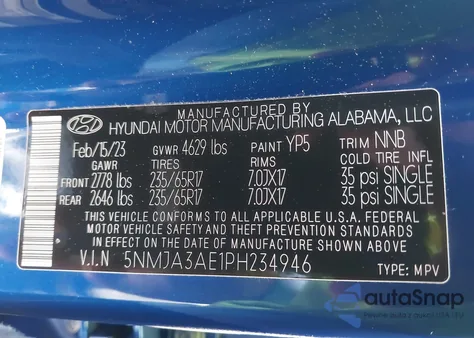 MANUFACTURED BY
HYUNDAI MOTOR MANUFACTURING ALABAMA, LLC
Feb/15/23 GVWR 4629 lbs PAINT YP5 TRIM NNB
GAWR TIRES RIMS COLD TIRE INFL
FRONT 2778 lbs 235/65R17 7.0JX17 35 psi SINGLE
REAR 2646 lbs 235/65R17 7.0JX17 35 psi SINGLE
THIS VEHICLE CONFORMS TO ALL APPLICABLE U.S.A. FEDERAL
MOTOR VEHICLE SAFETY AND THEFT PREVENTION STANDARDS
IN EFFECT ON THE DATE OF MANUFACTURE SHOWN ABOVE.
V.I.N 5NMJA3AE1PH234946
TYPE: MPV
autoSnap